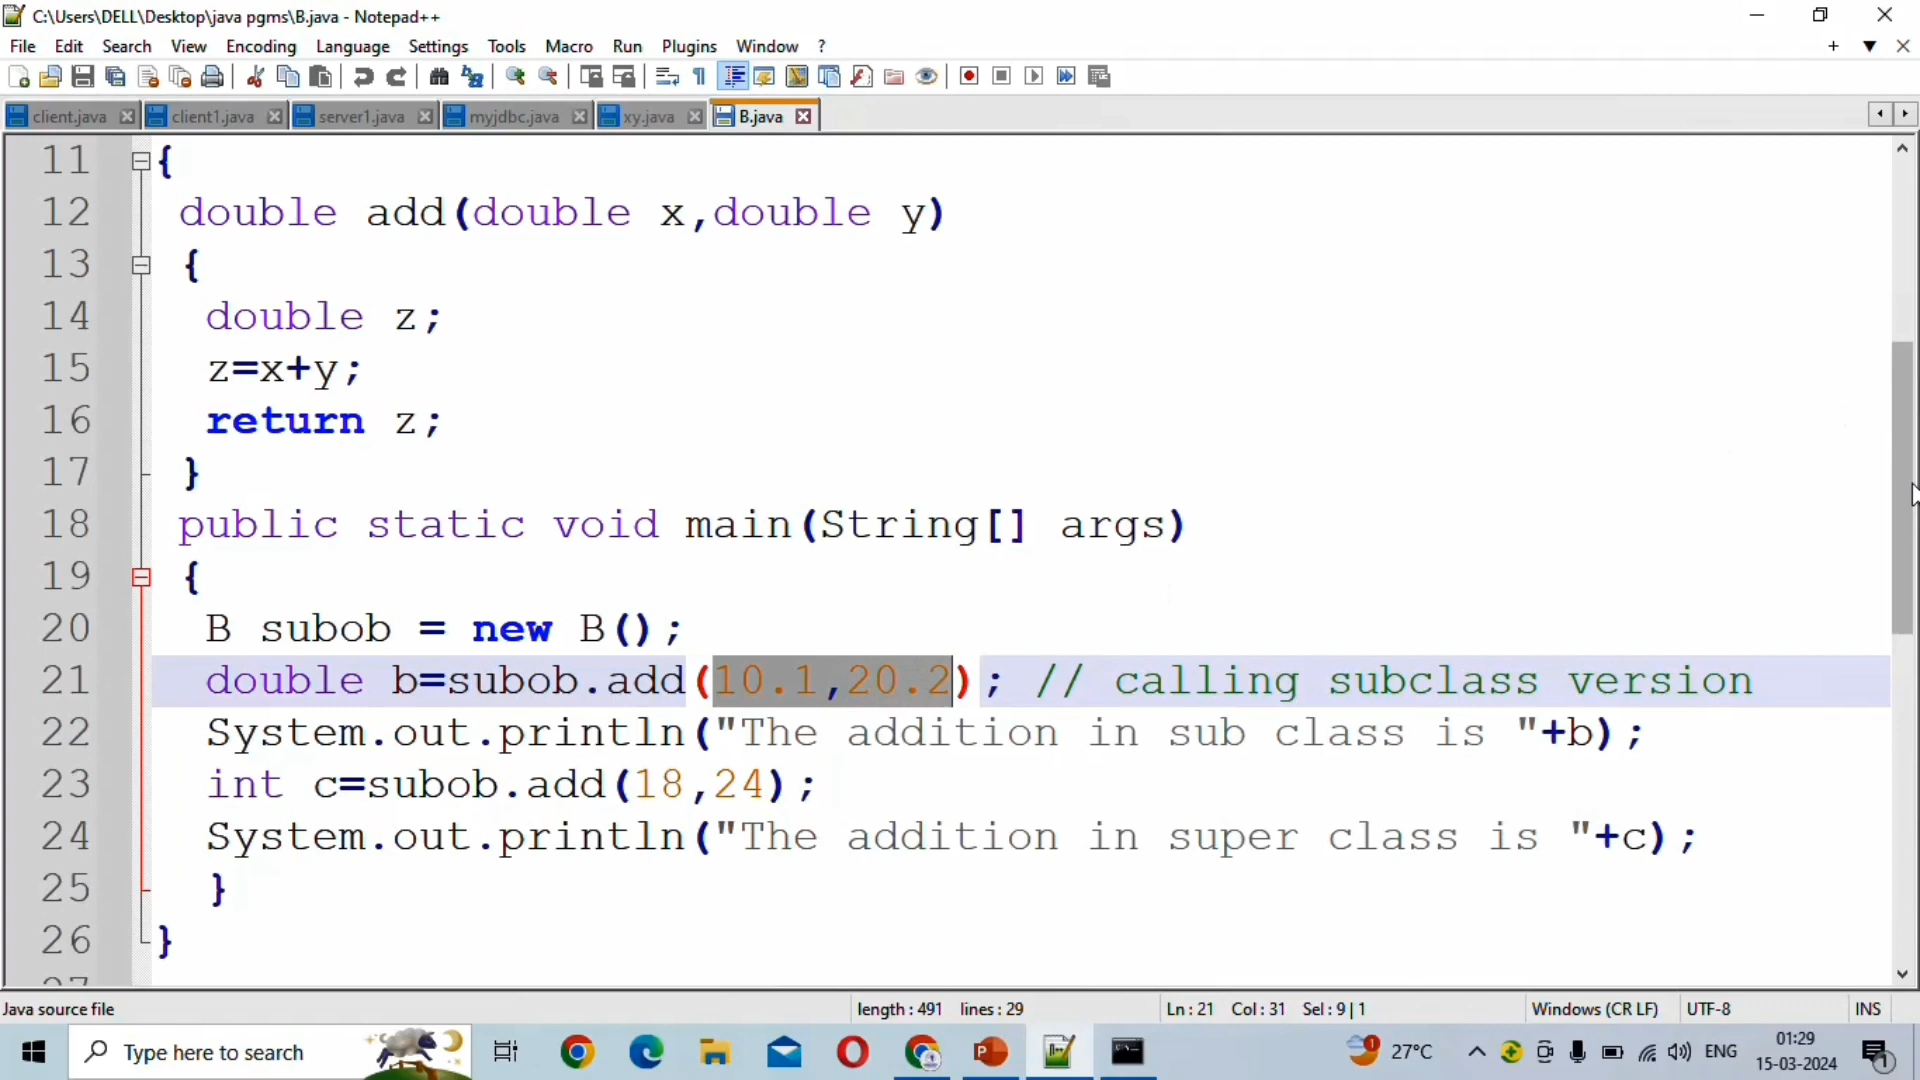 C:\Users\DELL\Desktop\java pgms\B.java - Notepad++
File Edit Search View Encoding Language Settings Tools Macro Run Plugins Window ?
client.java client1.java server1.java myjdbc.java xy.java B.java
11 {
12 double add(double x,double y)
13 {
14 double z;
15 z=x+y;
16 return z;
17 }
18 public static void main(String[] args)
19 {
20 B subob = new B();
21 double b=subob.add(10.1,20.2); // calling subclass version
22 System.out.println("The addition in sub class is "+b);
23 int c=subob.add(18,24);
24 System.out.println("The addition in super class is "+c);
25 }
26 }
27
Java source file length : 491 lines : 29 Ln : 21 Col : 31 Sel : 9 | 1 Windows (CR LF) UTF-8 INS
Type here to search 27°C ENG 01:29
15-03-2024